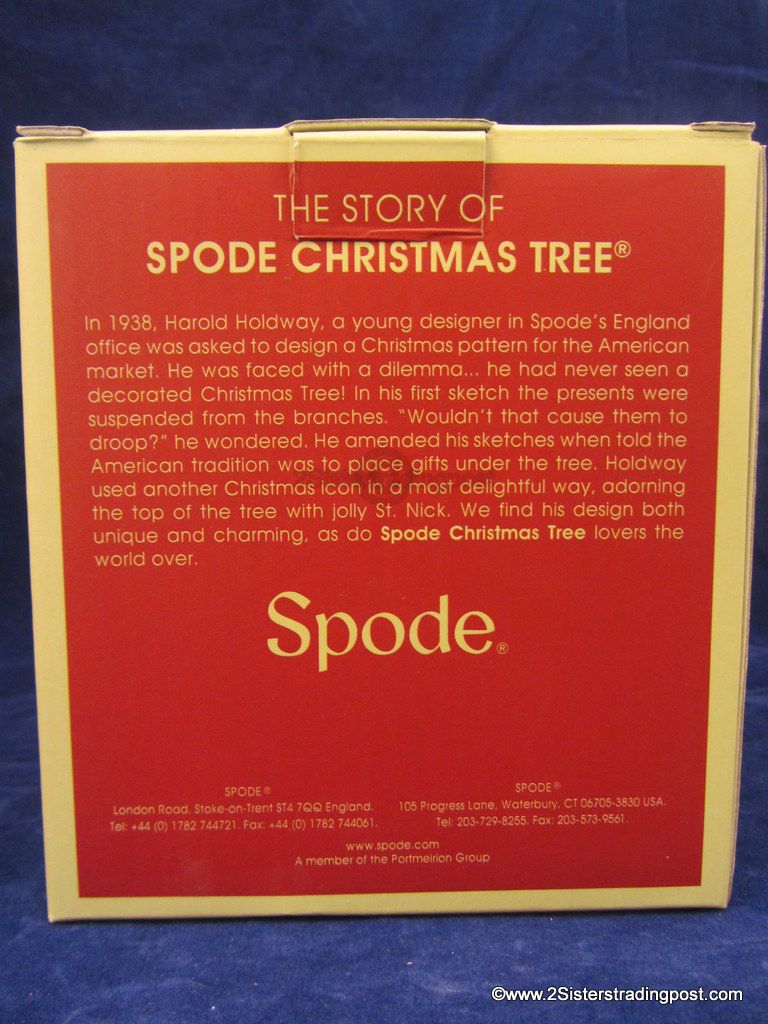 THE STORY OF
SPODE CHRISTMAS TREE®
In 1938, Harold Holdway, a young designer in Spode's England
office was asked to design a Christmas pattern for the American
market. He was faced with a dilemma... he had never seen a
decorated Christmas Tree! In his first sketch the presents were
suspended from the branches. "Wouldn't that cause them to
droop?" he wondered. He amended his sketches when told the
American tradition was to place gifts under the tree. Holdway
used another Christmas icon in a most delightful way, adorning
the top of the tree with jolly St. Nick. We find his design both
unique and charming, as do Spode Christmas Tree lovers the
world over.
Spode®
SPODE®
London Road, Stoke-on-Trent ST4 7QQ England.
Tel: +44 (0) 1782 744721. Fax: +44 (0) 1782 744061.
SPODE®
105 Progress Lane, Waterbury, CT 06705-3830 USA.
Tel: 203-729-8255. Fax: 203-573-9561.
www.spode.com
A member of the Portmeirion Group
©www.2Sisterstradingpost.com